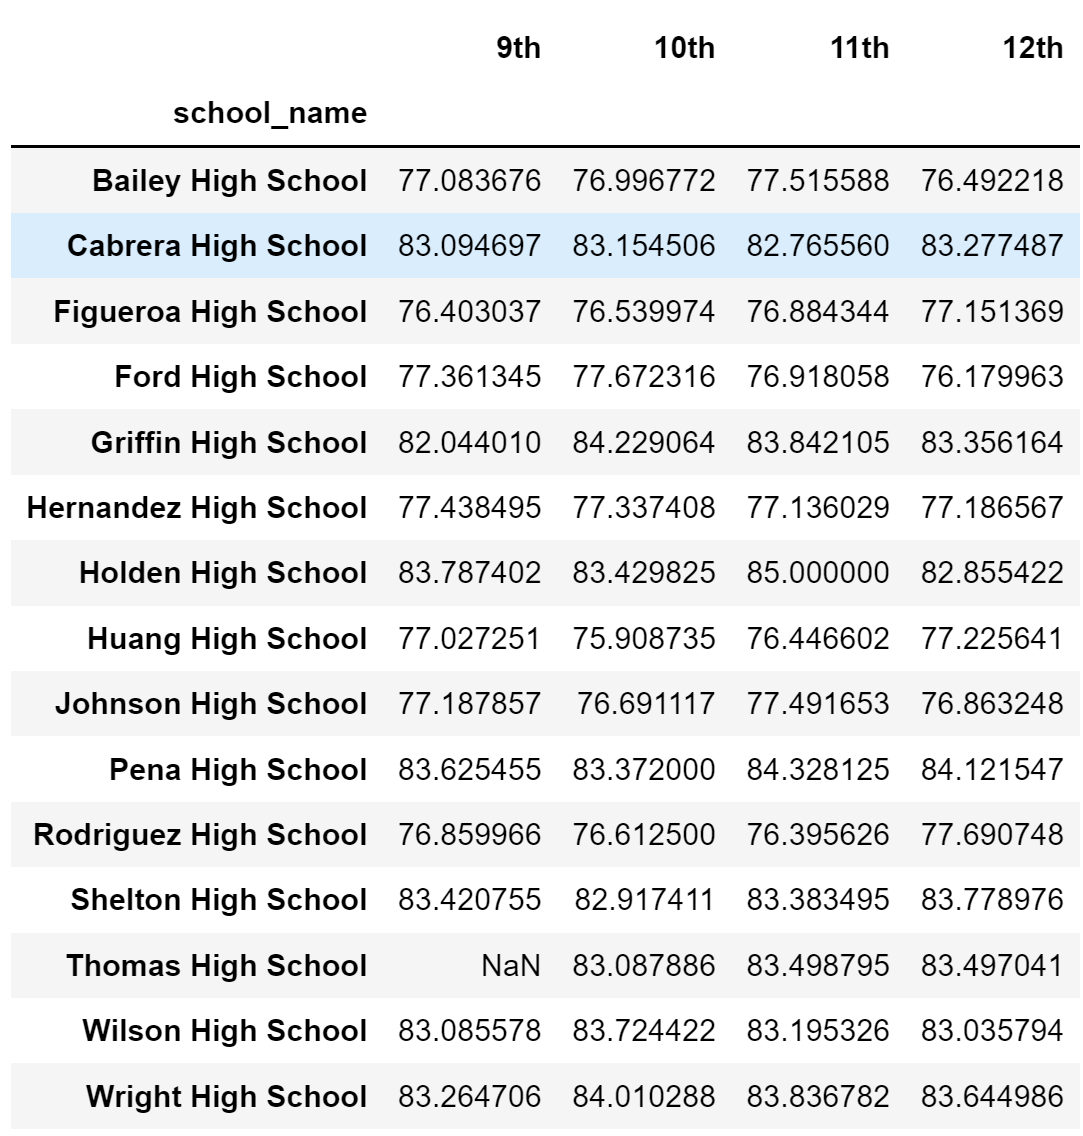 9th 10th 11th 12th
school_name
Bailey High School 77.083676 76.996772 77.515588 76.492218
Cabrera High School 83.094697 83.154506 82.765560 83.277487
Figueroa High School 76.403037 76.539974 76.884344 77.151369
Ford High School 77.361345 77.672316 76.918058 76.179963
Griffin High School 82.044010 84.229064 83.842105 83.356164
Hernandez High School 77.438495 77.337408 77.136029 77.186567
Holden High School 83.787402 83.429825 85.000000 82.855422
Huang High School 77.027251 75.908735 76.446602 77.225641
Johnson High School 77.187857 76.691117 77.491653 76.863248
Pena High School 83.625455 83.372000 84.328125 84.121547
Rodriguez High School 76.859966 76.612500 76.395626 77.690748
Shelton High School 83.420755 82.917411 83.383495 83.778976
Thomas High School NaN 83.087886 83.498795 83.497041
Wilson High School 83.085578 83.724422 83.195326 83.035794
Wright High School 83.264706 84.010288 83.836782 83.644986